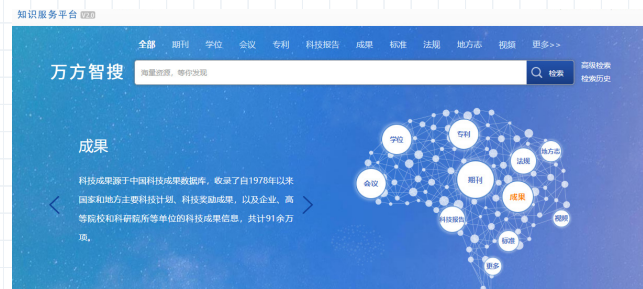 知识服务平台 V2.0
全部 期刊 学位 会议 专利 科技报告 成果 标准 法规 地方志 视频 更多>>
万方智搜 海量资源，等你发现 检索 高级检索
检索历史
成果
科技成果源于中国科技成果数据库，收录了自1978年以来
国家和地方主要科技计划、科技奖励成果，以及企业、高
等院校和科研院所等单位的科技成果信息，共计91余万
项。
学位
专利
地方志
法规
会议
期刊
成果
科技报告
视频
标准
更多